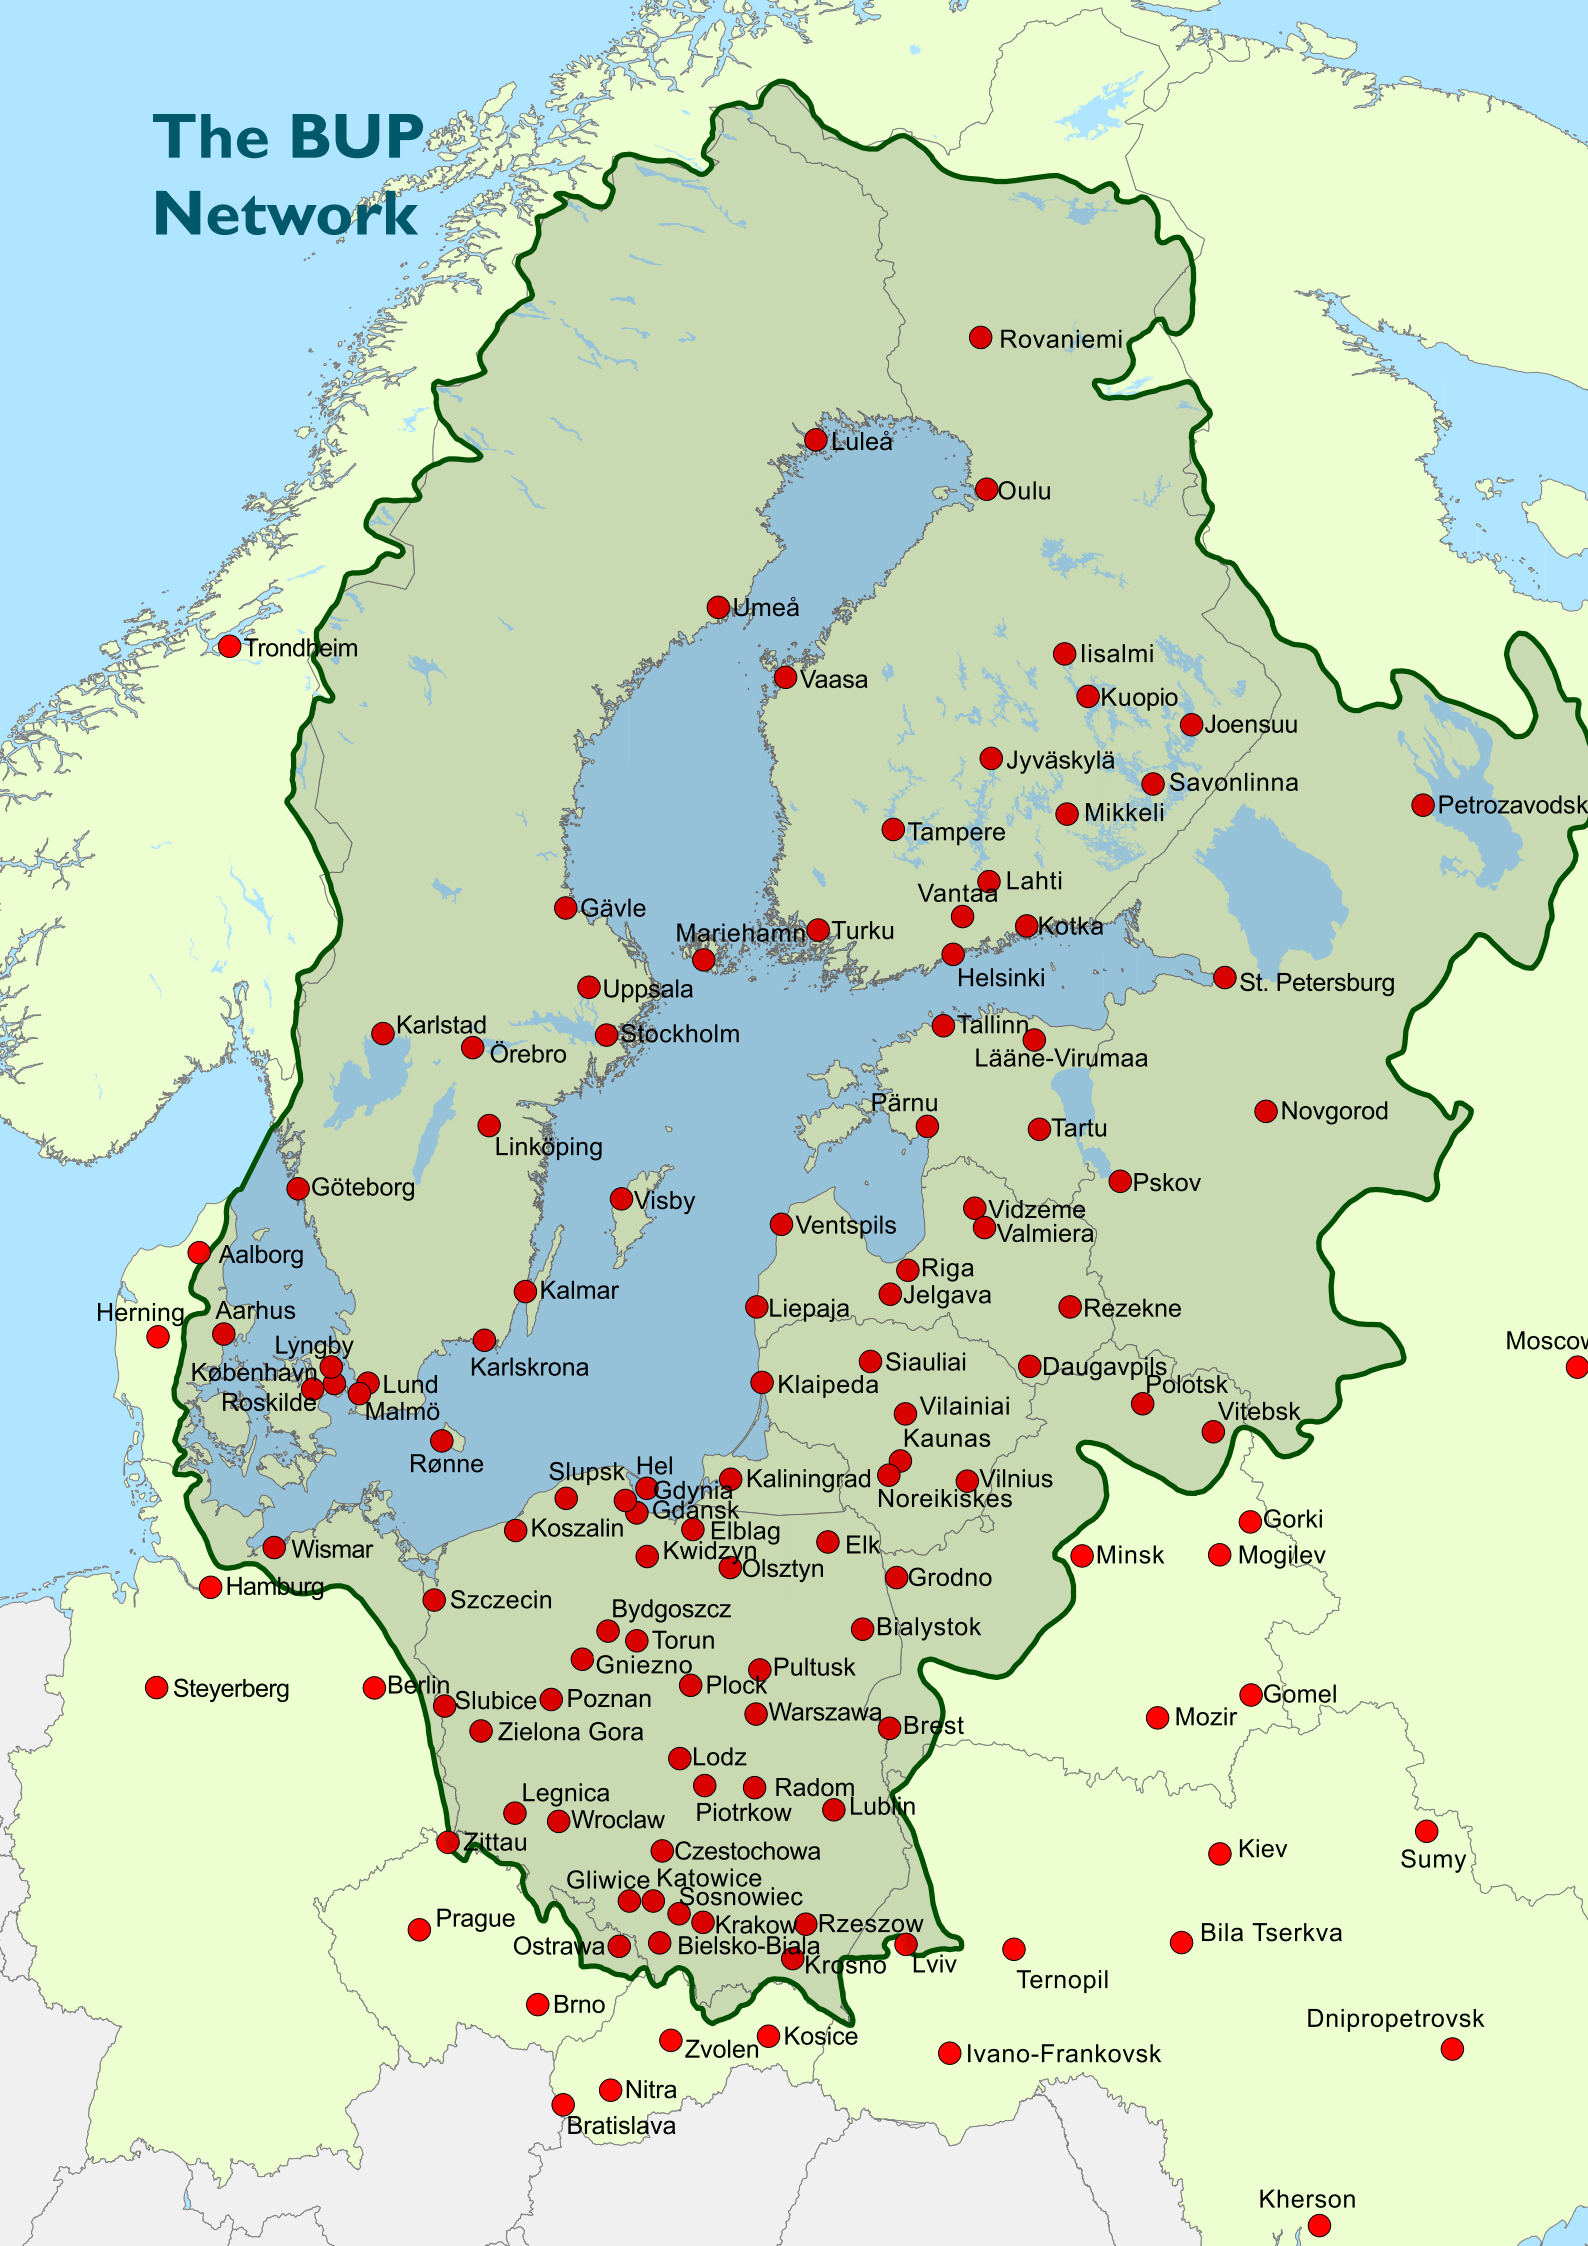 The BUP
Network
Rovaniemi
Luleå
Oulu
Umeå
Trondheim
Iisalmi
Vaasa
Kuopio
Joensuu
Jyväskylä
Savonlinna
Petrozavodsk
Mikkeli
Tampere
Lahti
Vantaa
Gävle
Kotka
Turku
Mariehamn
Helsinki
St. Petersburg
Uppsala
Karlstad
Tallinn
Stockholm
Örebro
Lääne-Virumaa
Pärnu
Novgorod
Tartu
Linköping
Pskov
Göteborg
Visby
Vidzeme
Ventspils
Valmiera
Aalborg
Riga
Kalmar
Jelgava
Liepaja
Rezekne
Herning
Aarhus
Moscow
Lyngby
Siauliai
Daugavpils
Karlskrona
København
Lund
Klaipeda
Polotsk
Roskilde
Malmö
Vilainiai
Vitebsk
Kaunas
Rønne
Hel
Slupsk
Kaliningrad
Vilnius
Gdynia
Noreikiskes
Gdansk
Gorki
Koszalin
Elblag
Elk
Wismar
Kwidzyn
Minsk
Mogilev
Olsztyn
Grodno
Hamburg
Szczecin
Bydgoszcz
Bialystok
Torun
Gniezno
Pultusk
Berlin
Plock
Steyerberg
Gomel
Slubice
Poznan
Warszawa
Mozir
Brest
Zielona Gora
Lodz
Radom
Legnica
Lublin
Piotrkow
Wroclaw
Zittau
Kiev
Czestochowa
Sumy
Gliwice
Katowice
Sosnowiec
Prague
Krakow
Rzeszow
Bila Tserkva
Ostrawa
Bielsko-Biala
Krosno
Lviv
Ternopil
Brno
Dnipropetrovsk
Kosice
Zvolen
Ivano-Frankovsk
Nitra
Bratislava
Kherson